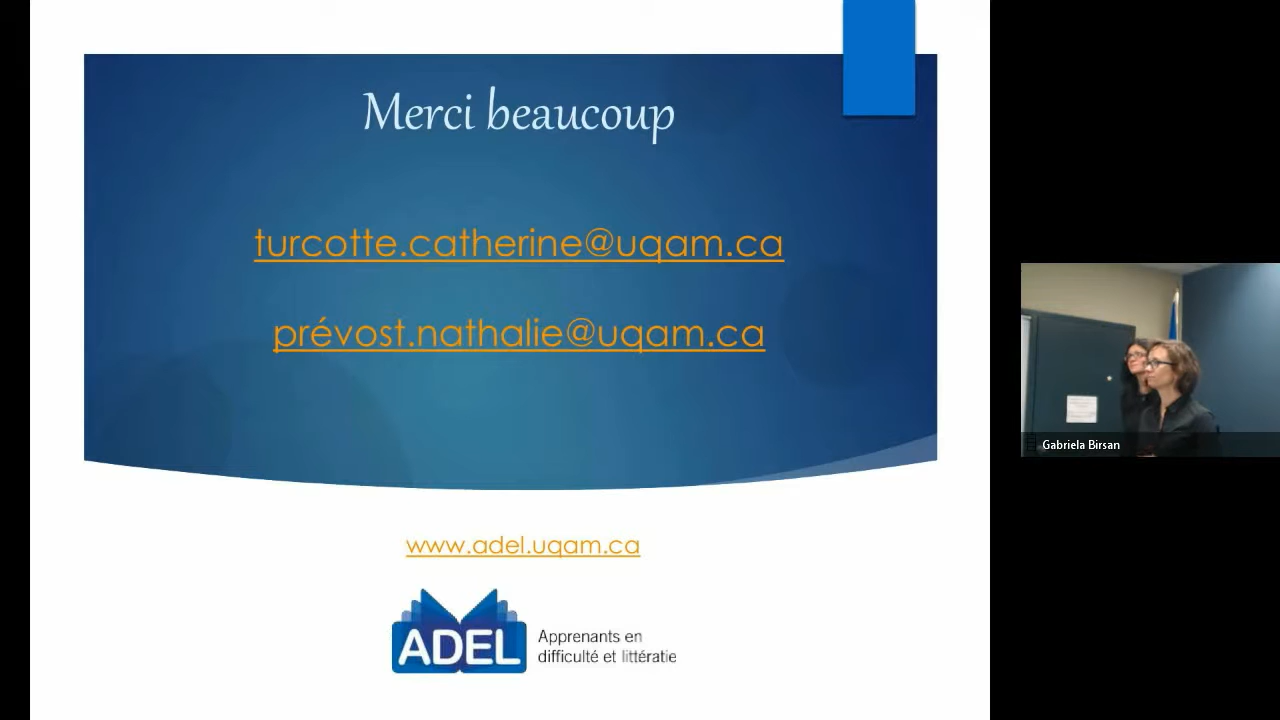 Merci beaucoup
turcotte.catherine@uqam.ca
prévost.nathalie@uqam.ca
www.adel.uqam.ca
ADEL
Apprenants en
difficulté et littératie
Gabriela Birsan